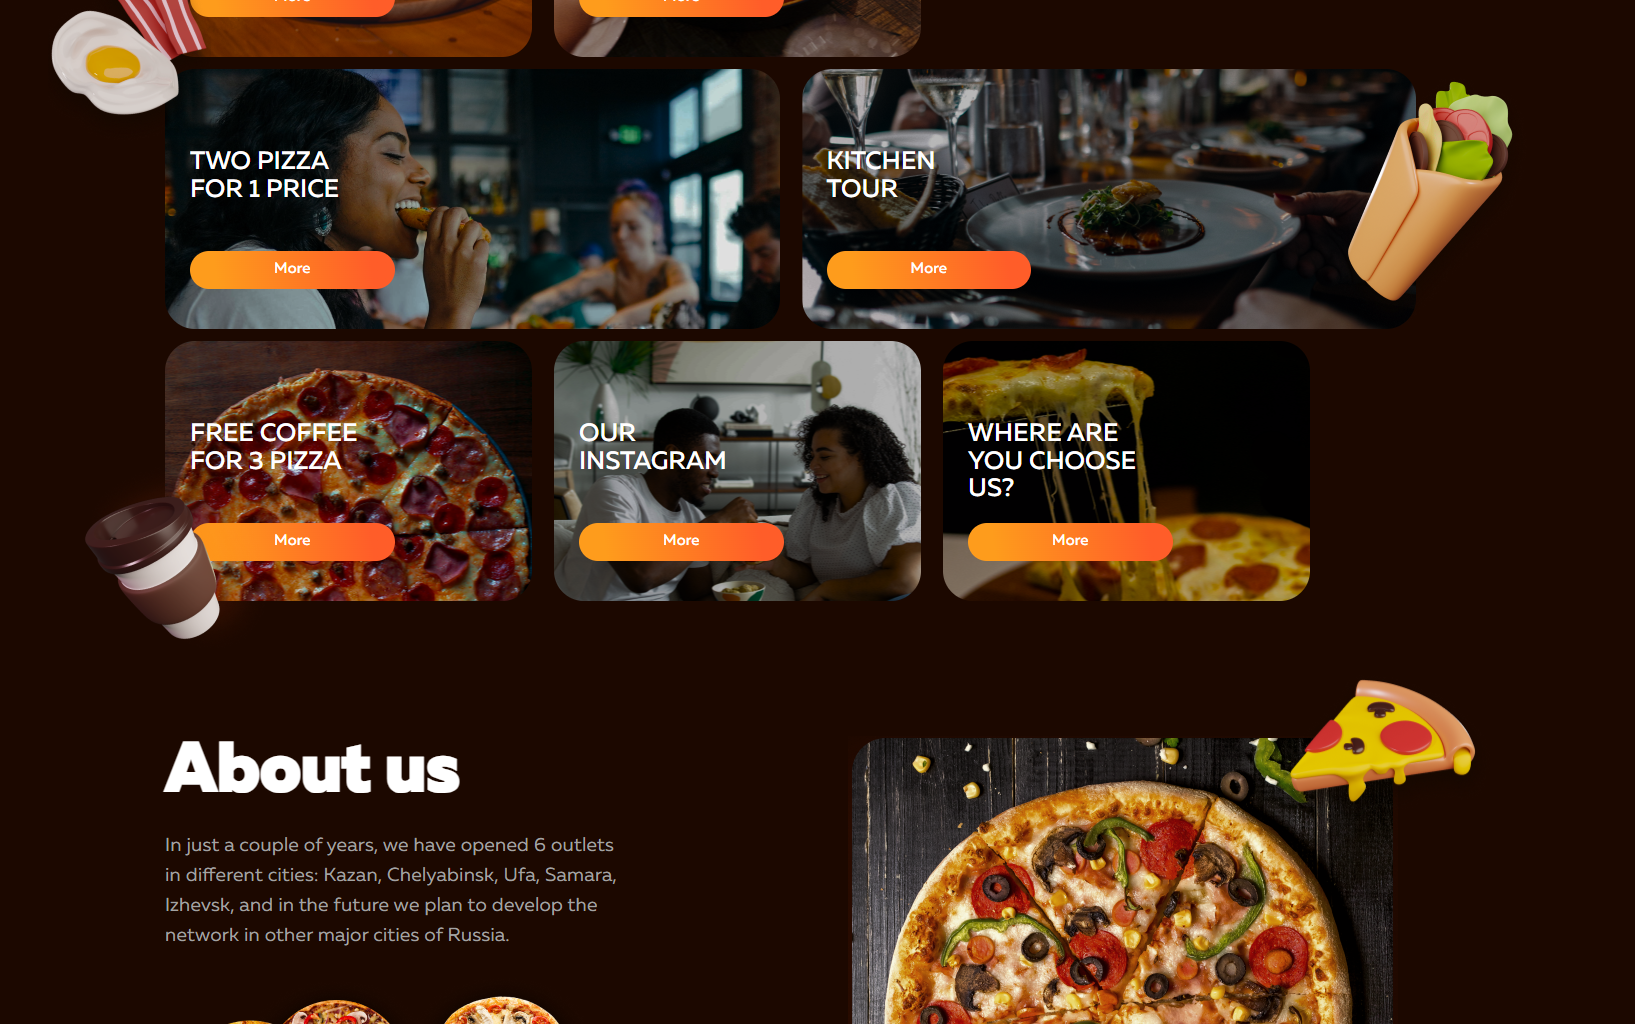 More
More
TWO PIZZA
FOR 1 PRICE
More
KITCHEN
TOUR
More
FREE COFFEE
FOR 3 PIZZA
More
OUR
INSTAGRAM
More
WHERE ARE
YOU CHOOSE
US?
More
About us
In just a couple of years, we have opened 6 outlets
in different cities: Kazan, Chelyabinsk, Ufa, Samara,
Izhevsk, and in the future we plan to develop the
network in other major cities of Russia.